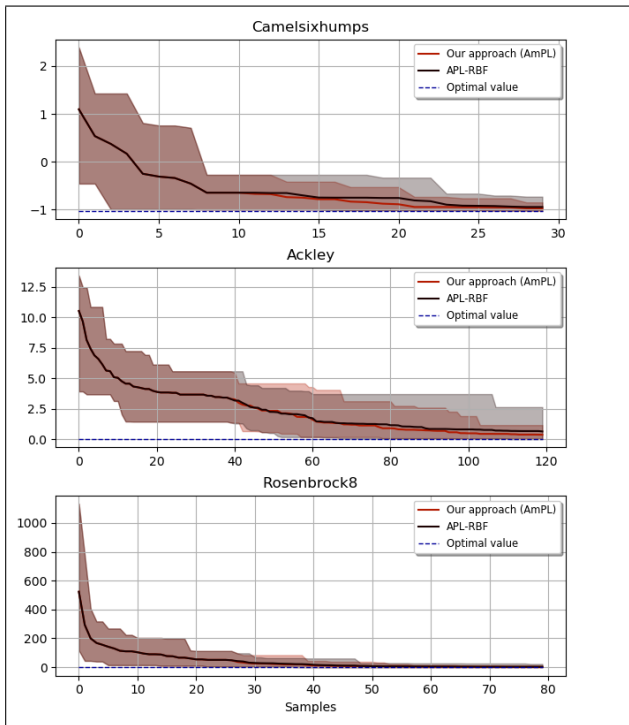 Camelsixhumps
Our approach (AmPL)
APL-RBF
Optimal value
2
1
0
−1
0 5 10 15 20 25 30
Ackley
Our approach (AmPL)
APL-RBF
Optimal value
12.5
10.0
7.5
5.0
2.5
0.0
0 20 40 60 80 100 120
Rosenbrock8
Our approach (AmPL)
APL-RBF
Optimal value
1000
800
600
400
200
0
0 10 20 30 40 50 60 70 80
Samples